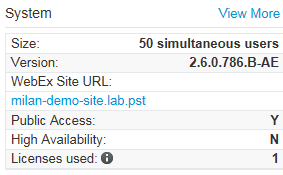 System View More
Size: 50 simultaneous users
Version: 2.6.0.786.B-AE
WebEx Site URL:
milan-demo-site.lab.pst
Public Access: Y
High Availability: N
Licenses used: 1